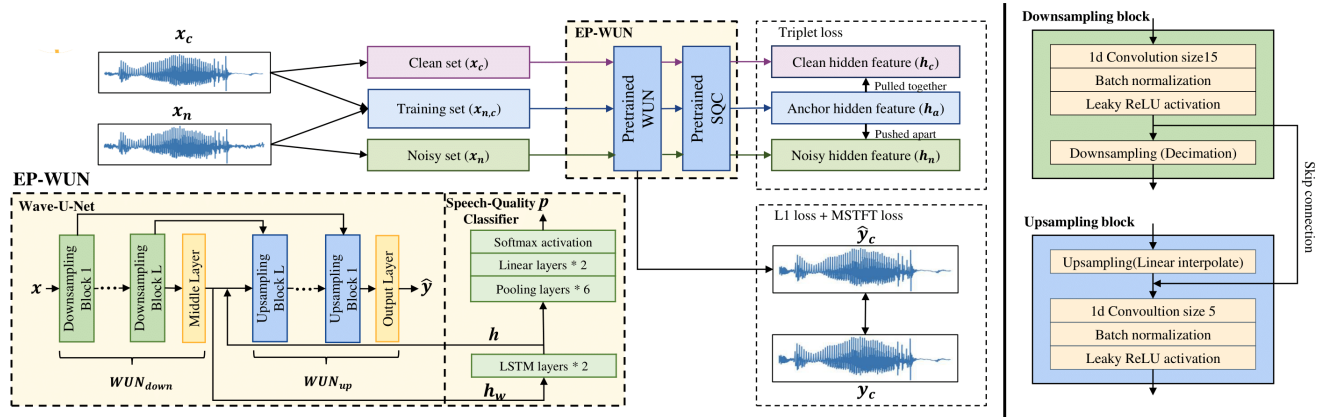 x_c
x_n
Clean set (x_c)
Training set (x_{n,c})
Noisy set (x_n)
EP-WUN
Pretrained
WUN
Pretrained
SQC
Triplet loss
Clean hidden feature (h_c)
Pulled together
Anchor hidden feature (h_a)
Pushed apart
Noisy hidden feature (h_n)
EP-WUN
Wave-U-Net
x
Downsampling
Block 1
Downsampling
Block L
Middle Layer
Upsampling
Block L
Upsampling
Block 1
Output Layer
ŷ
WUN_{down}
WUN_{up}
Speech-Quality p
Classifier
Softmax activation
Linear layers * 2
Pooling layers * 6
h
LSTM layers * 2
h_w
L1 loss + MSTFT loss
ŷ_c
y_c
Downsampling block
1d Convolution size15
Batch normalization
Leaky ReLU activation
Downsampling (Decimation)
Skip connection
Upsampling block
Upsampling(Linear interpolate)
1d Convoultion size 5
Batch normalization
Leaky ReLU activation